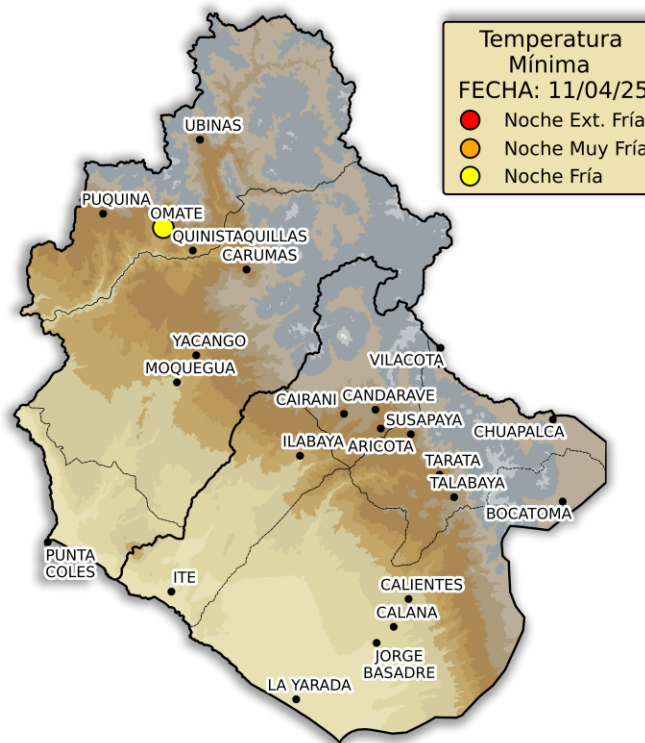 Temperatura
Mínima
FECHA: 11/04/25
Noche Ext. Fría
Noche Muy Fría
Noche Fría
UBINAS
PUQUINA
OMATE
QUINISTAQUILLAS
CARUMAS
YACANGO
MOQUEGUA
VILACOTA
CAIRANI
CANDARAVE
SUSAPAYA
CHUAPALCA
ILABAYA
ARICOTA
TARATA
TALABAYA
BOCATOMA
PUNTA
COLES
ITE
CALIENTES
CALANA
JORGE
BASADRE
LA YARADA